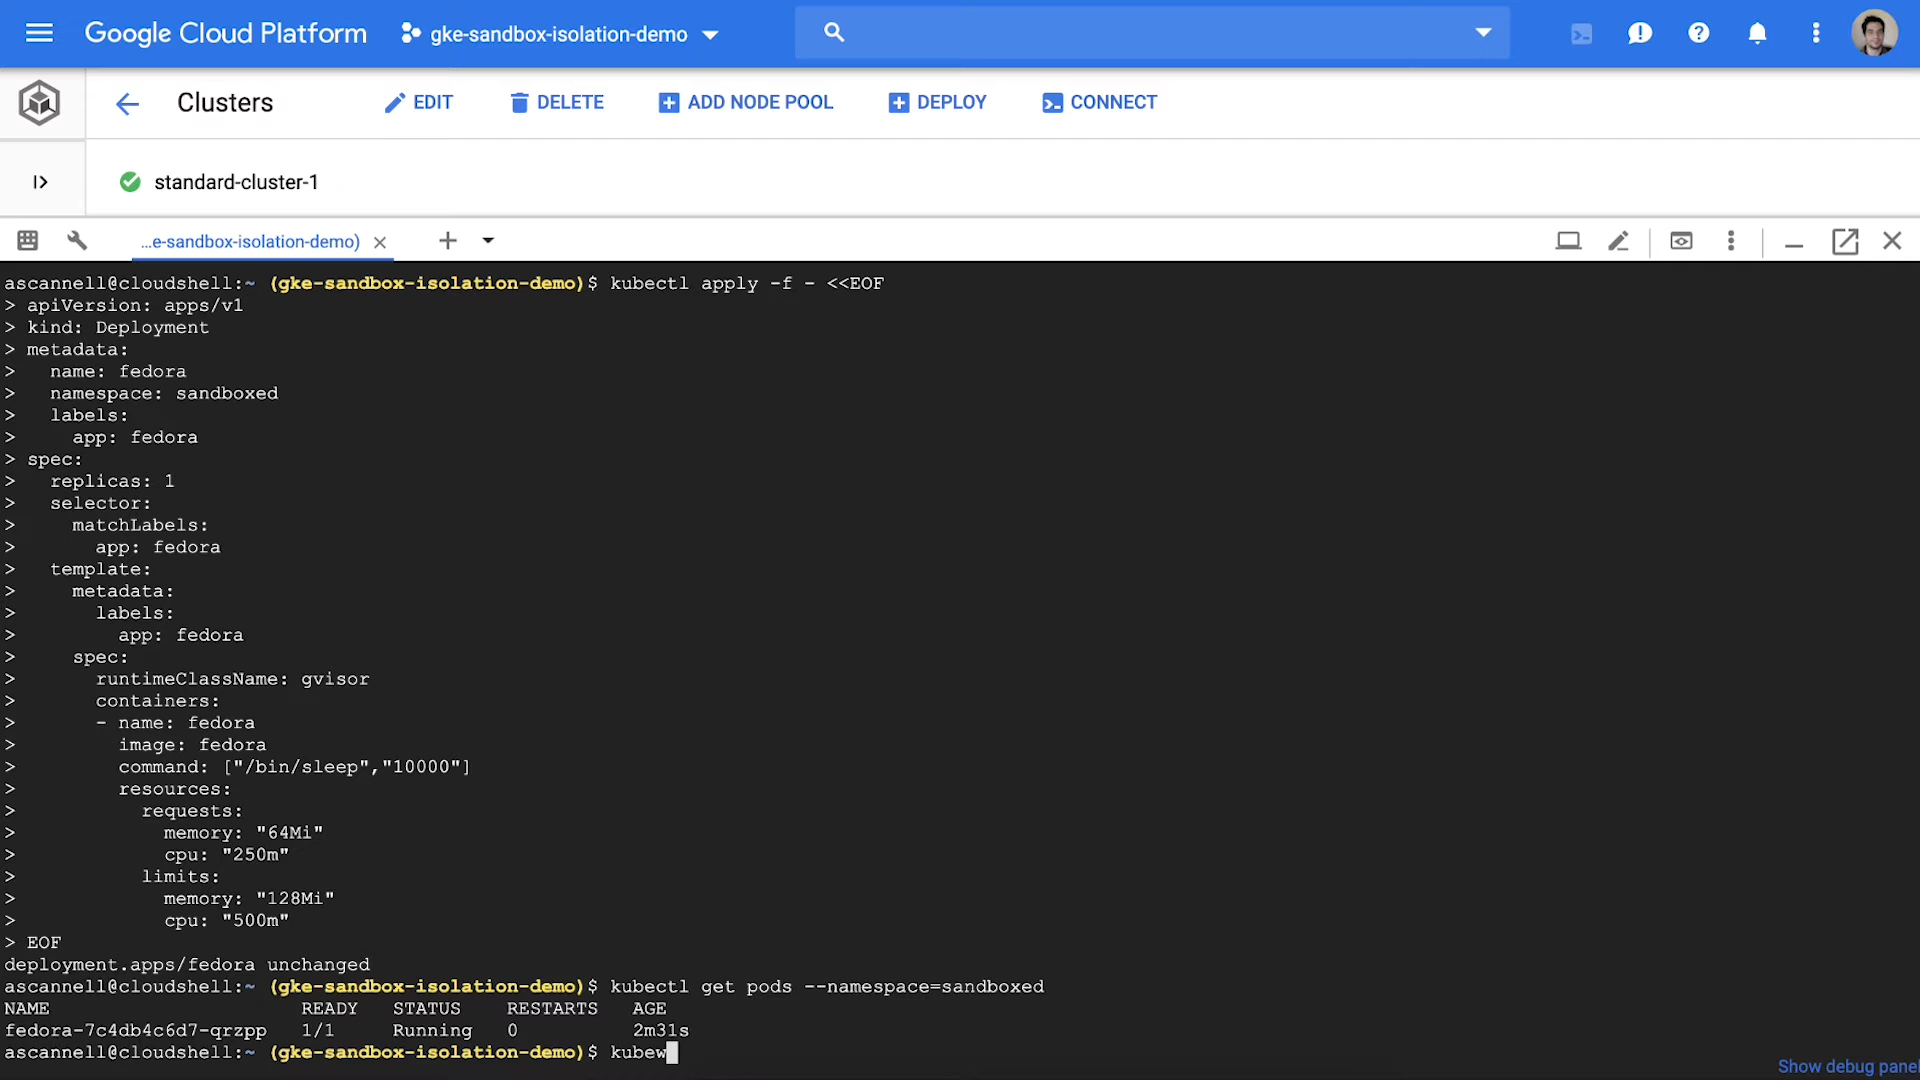 Google Cloud Platform gke-sandbox-isolation-demo
Clusters EDIT DELETE ADD NODE POOL DEPLOY CONNECT
standard-cluster-1
...e-sandbox-isolation-demo)
ascannell@cloudshell:~ (gke-sandbox-isolation-demo)$ kubectl apply -f - <<EOF
> apiVersion: apps/v1
> kind: Deployment
> metadata:
>   name: fedora
>   namespace: sandboxed
>   labels:
>     app: fedora
> spec:
>   replicas: 1
>   selector:
>     matchLabels:
>       app: fedora
>   template:
>     metadata:
>       labels:
>         app: fedora
>     spec:
>       runtimeClassName: gvisor
>       containers:
>       - name: fedora
>         image: fedora
>         command: ["/bin/sleep","10000"]
>         resources:
>           requests:
>             memory: "64Mi"
>             cpu: "250m"
>           limits:
>             memory: "128Mi"
>             cpu: "500m"
> EOF
deployment.apps/fedora unchanged
ascannell@cloudshell:~ (gke-sandbox-isolation-demo)$ kubectl get pods --namespace=sandboxed
NAME READY STATUS RESTARTS AGE
fedora-7c4db4c6d7-qrzpp 1/1 Running 0 2m31s
ascannell@cloudshell:~ (gke-sandbox-isolation-demo)$ kubew
Show debug panel